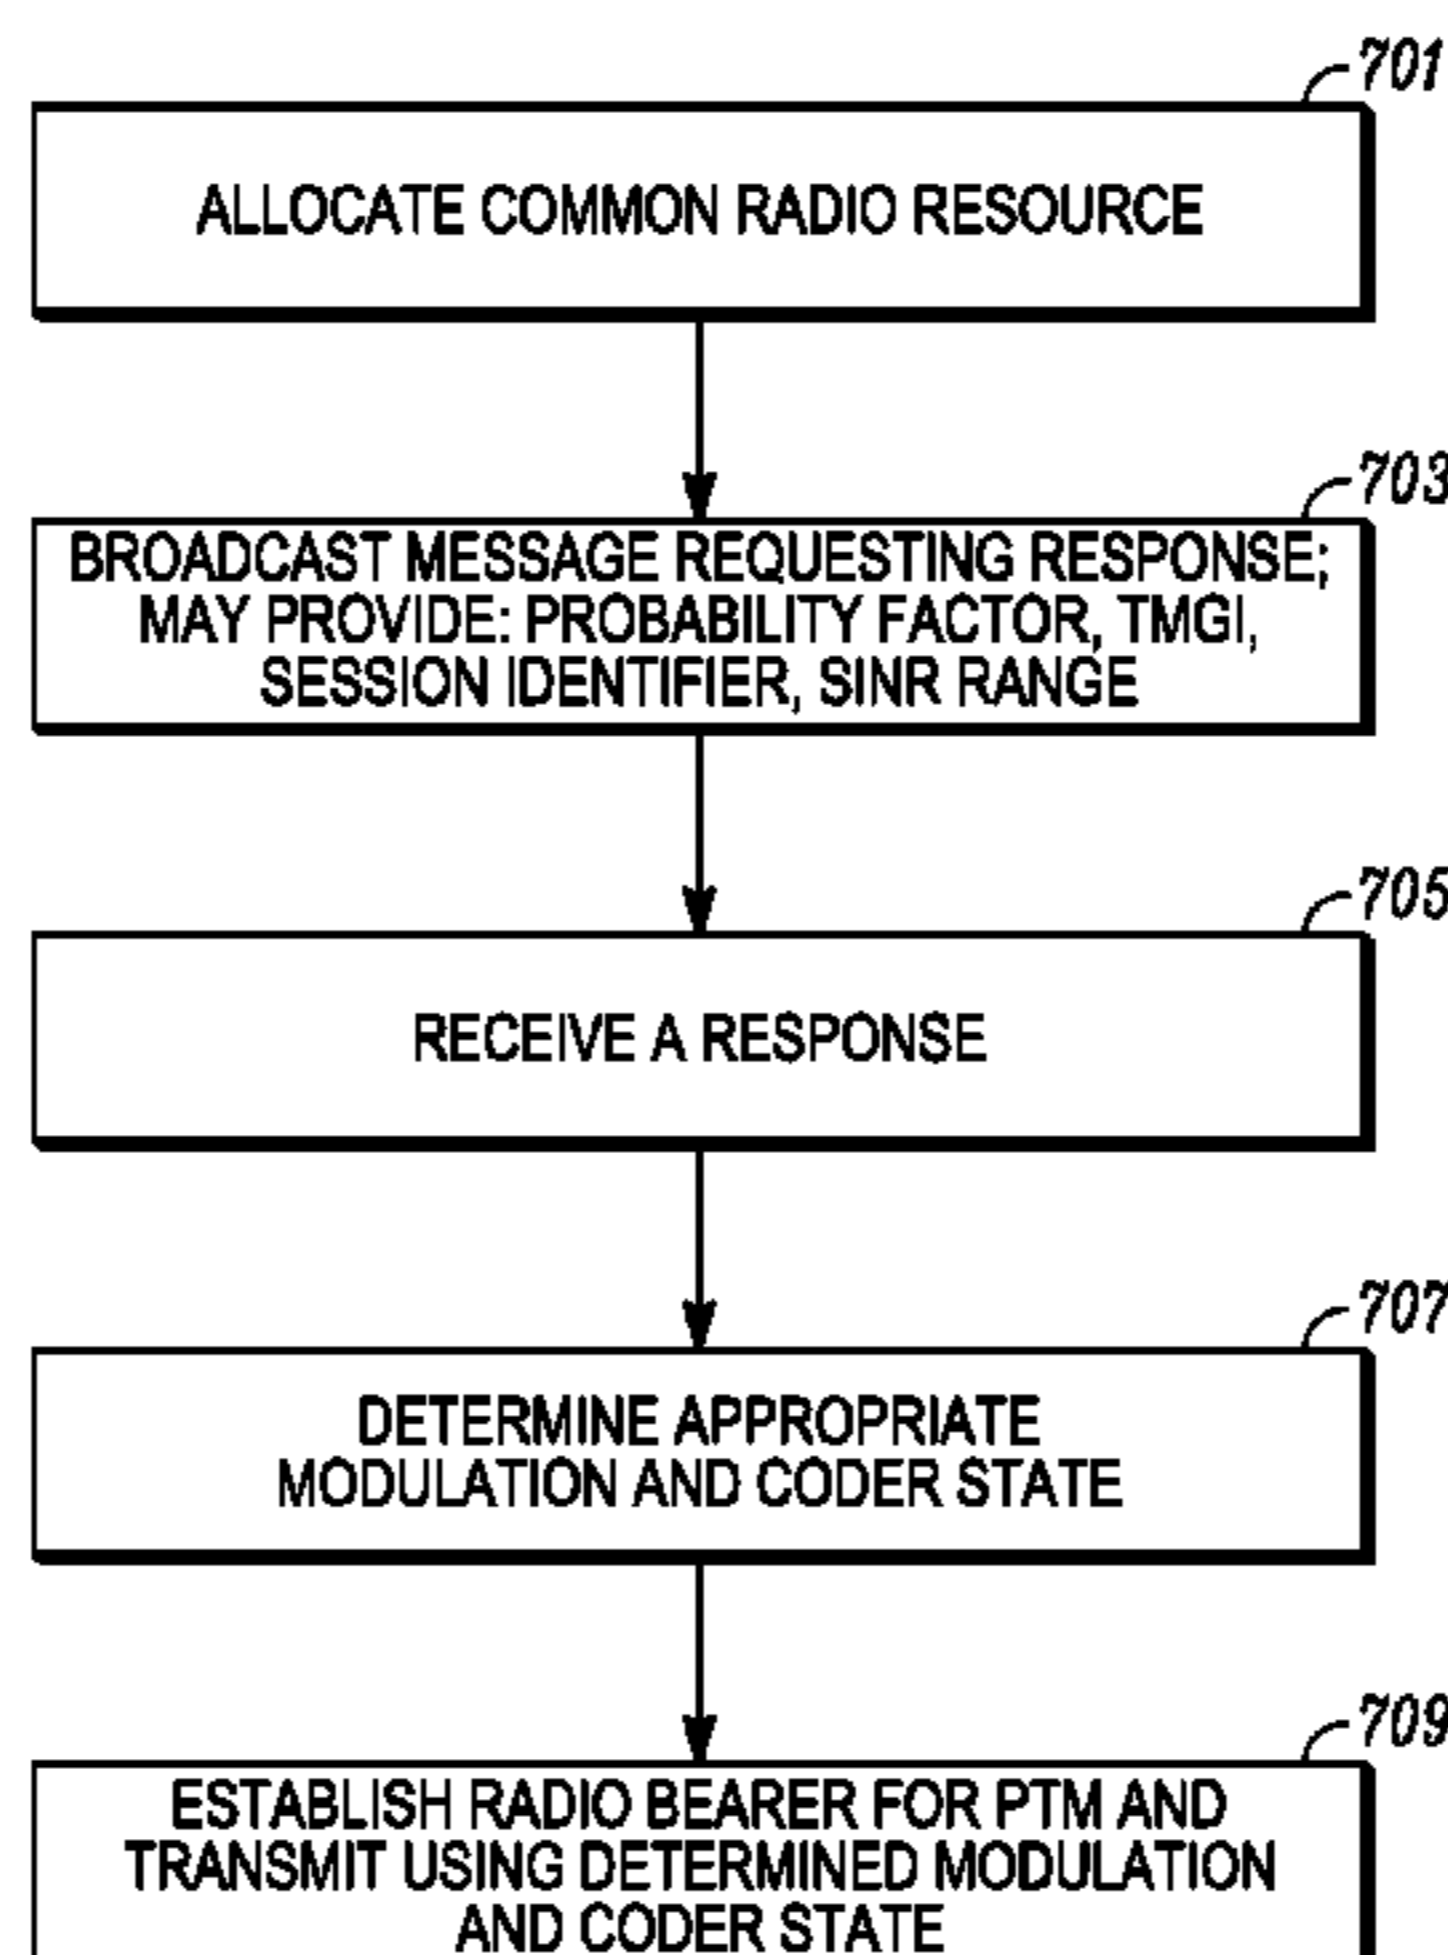 701
ALLOCATE COMMON RADIO RESOURCE
703
BROADCAST MESSAGE REQUESTING RESPONSE;
MAY PROVIDE: PROBABILITY FACTOR, TMGI,
SESSION IDENTIFIER, SINR RANGE
705
RECEIVE A RESPONSE
707
DETERMINE APPROPRIATE
MODULATION AND CODER STATE
709
ESTABLISH RADIO BEARER FOR PTM AND
TRANSMIT USING DETERMINED MODULATION
AND CODER STATE